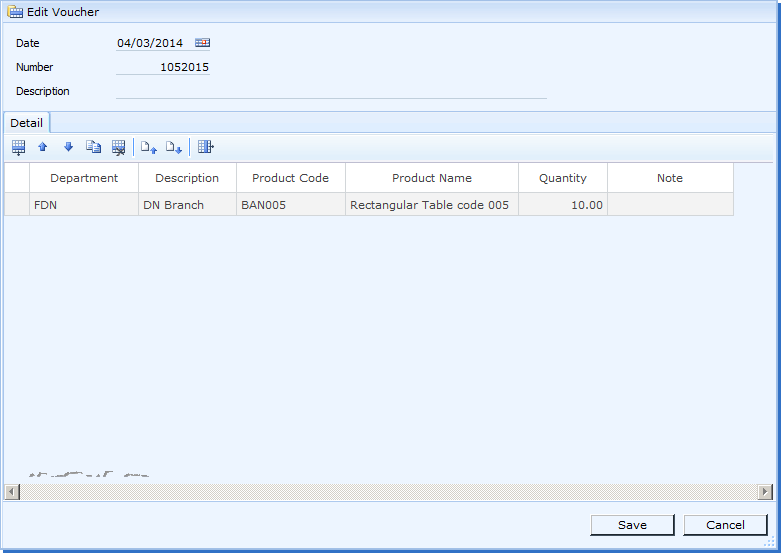 Edit Voucher
Date 04/03/2014
Number 1052015
Description
Detail
Department Description Product Code Product Name Quantity Note
FDN DN Branch BAN005 Rectangular Table code 005 10.00
Save Cancel